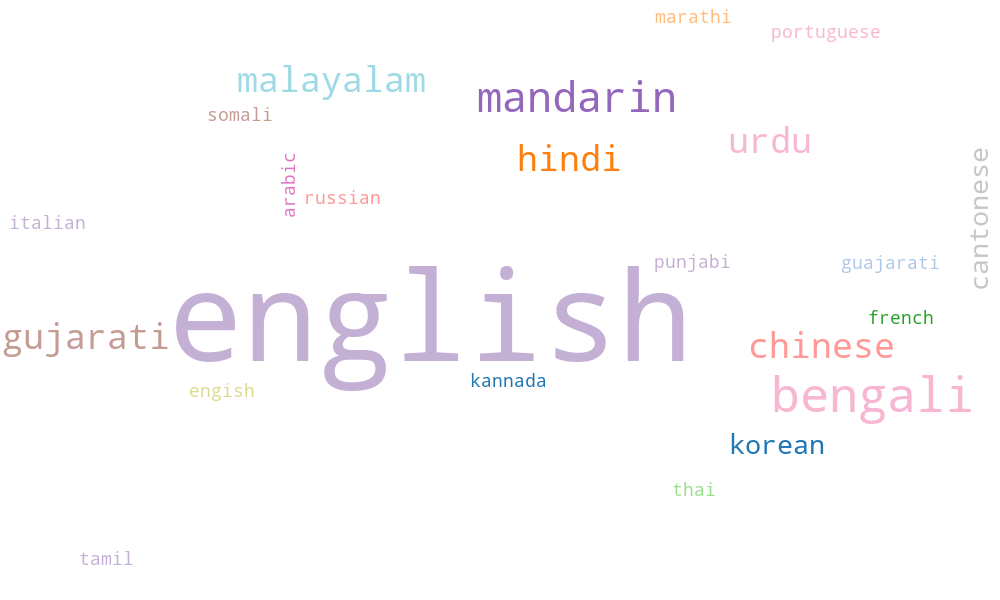 marathi
portuguese
malayalam
mandarin
somali
urdu
hindi
arabic
russian
cantonese
italian
punjabi
guajarati
english
french
gujarati
chinese
kannada
engish
bengali
korean
thai
tamil